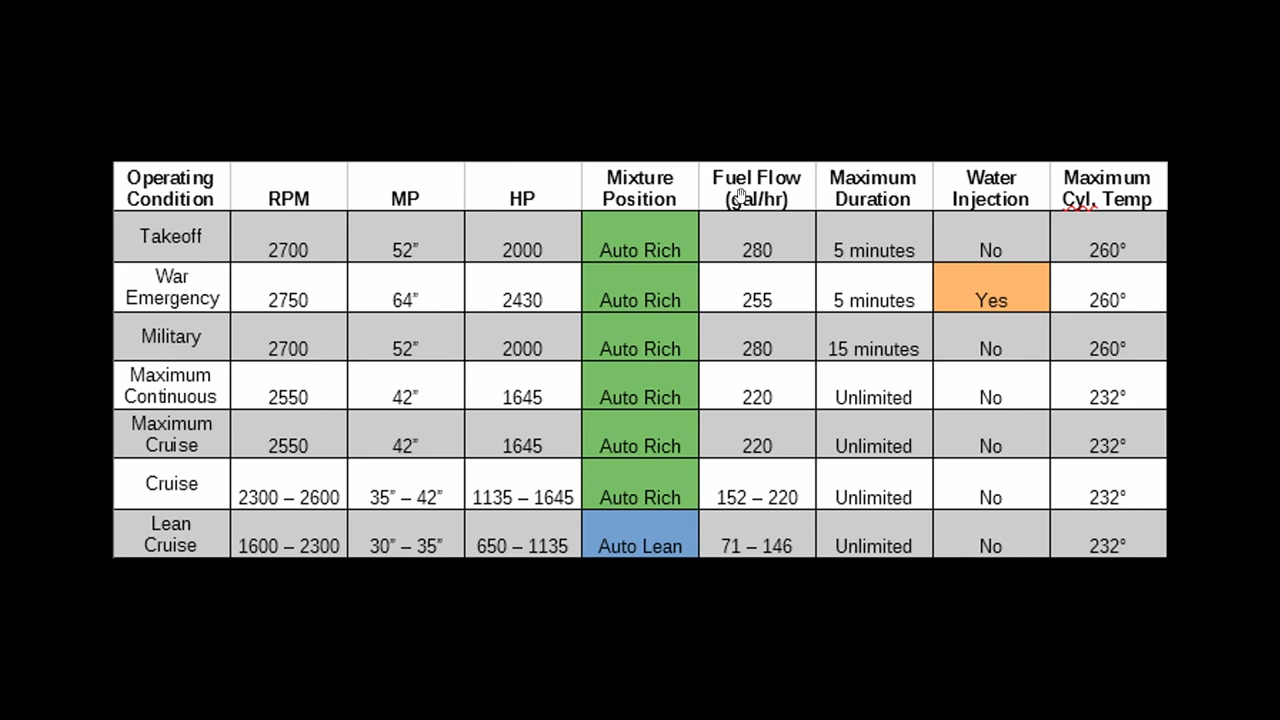 Operating Condition RPM MP HP Mixture Position Fuel Flow (gal/hr) Maximum Duration Water Injection Maximum Cyl. Temp
Takeoff 2700 52” 2000 Auto Rich 280 5 minutes No 260°
War Emergency 2750 64” 2430 Auto Rich 255 5 minutes Yes 260°
Military 2700 52” 2000 Auto Rich 280 15 minutes No 260°
Maximum Continuous 2550 42” 1645 Auto Rich 220 Unlimited No 232°
Maximum Cruise 2550 42” 1645 Auto Rich 220 Unlimited No 232°
Cruise 2300 – 2600 35” – 42” 1135 – 1645 Auto Rich 152 – 220 Unlimited No 232°
Lean Cruise 1600 – 2300 30” – 35” 650 – 1135 Auto Lean 71 – 146 Unlimited No 232°